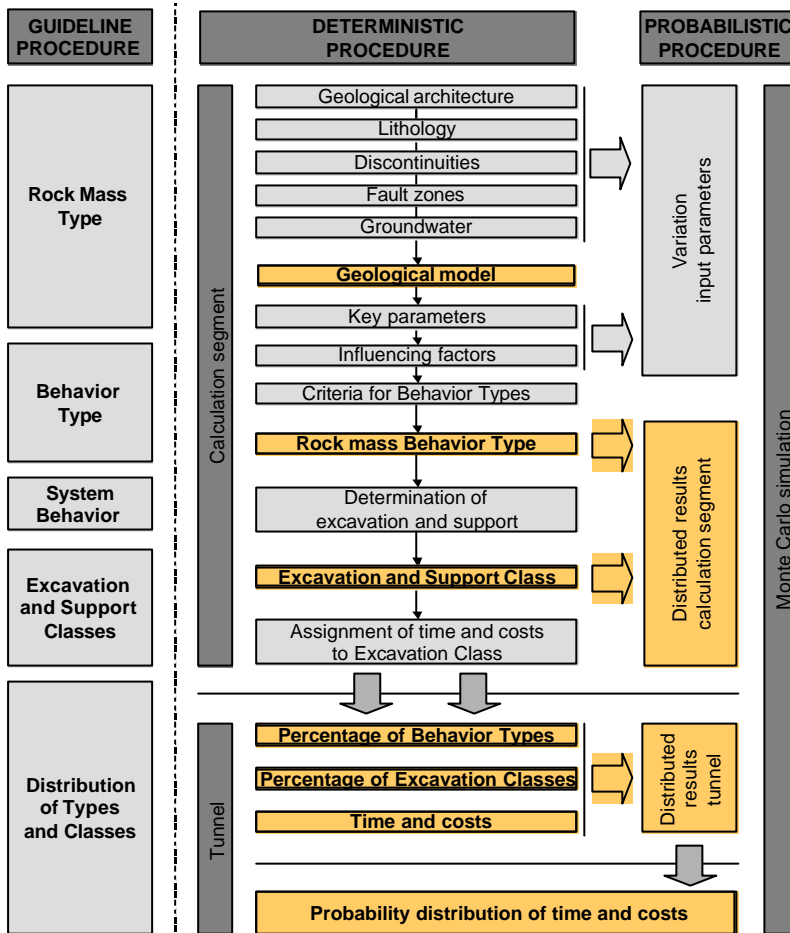 GUIDELINE
PROCEDURE
DETERMINISTIC
PROCEDURE
PROBABILISTIC
PROCEDURE
Rock Mass
Type
Behavior
Type
System
Behavior
Excavation
and Support
Classes
Distribution
of Types
and Classes
Calculation segment
Geological architecture
Lithology
Discontinuities
Fault zones
Groundwater
Geological model
Key parameters
Influencing factors
Criteria for Behavior Types
Rock mass Behavior Type
Determination of
excavation and support
Excavation and Support Class
Assignment of time and costs
to Excavation Class
Variation
input parameters
Distributed results
calculation segment
Monte Carlo simulation
Tunnel
Percentage of Behavior Types
Percentage of Excavation Classes
Time and costs
Distributed
results
tunnel
Probability distribution of time and costs